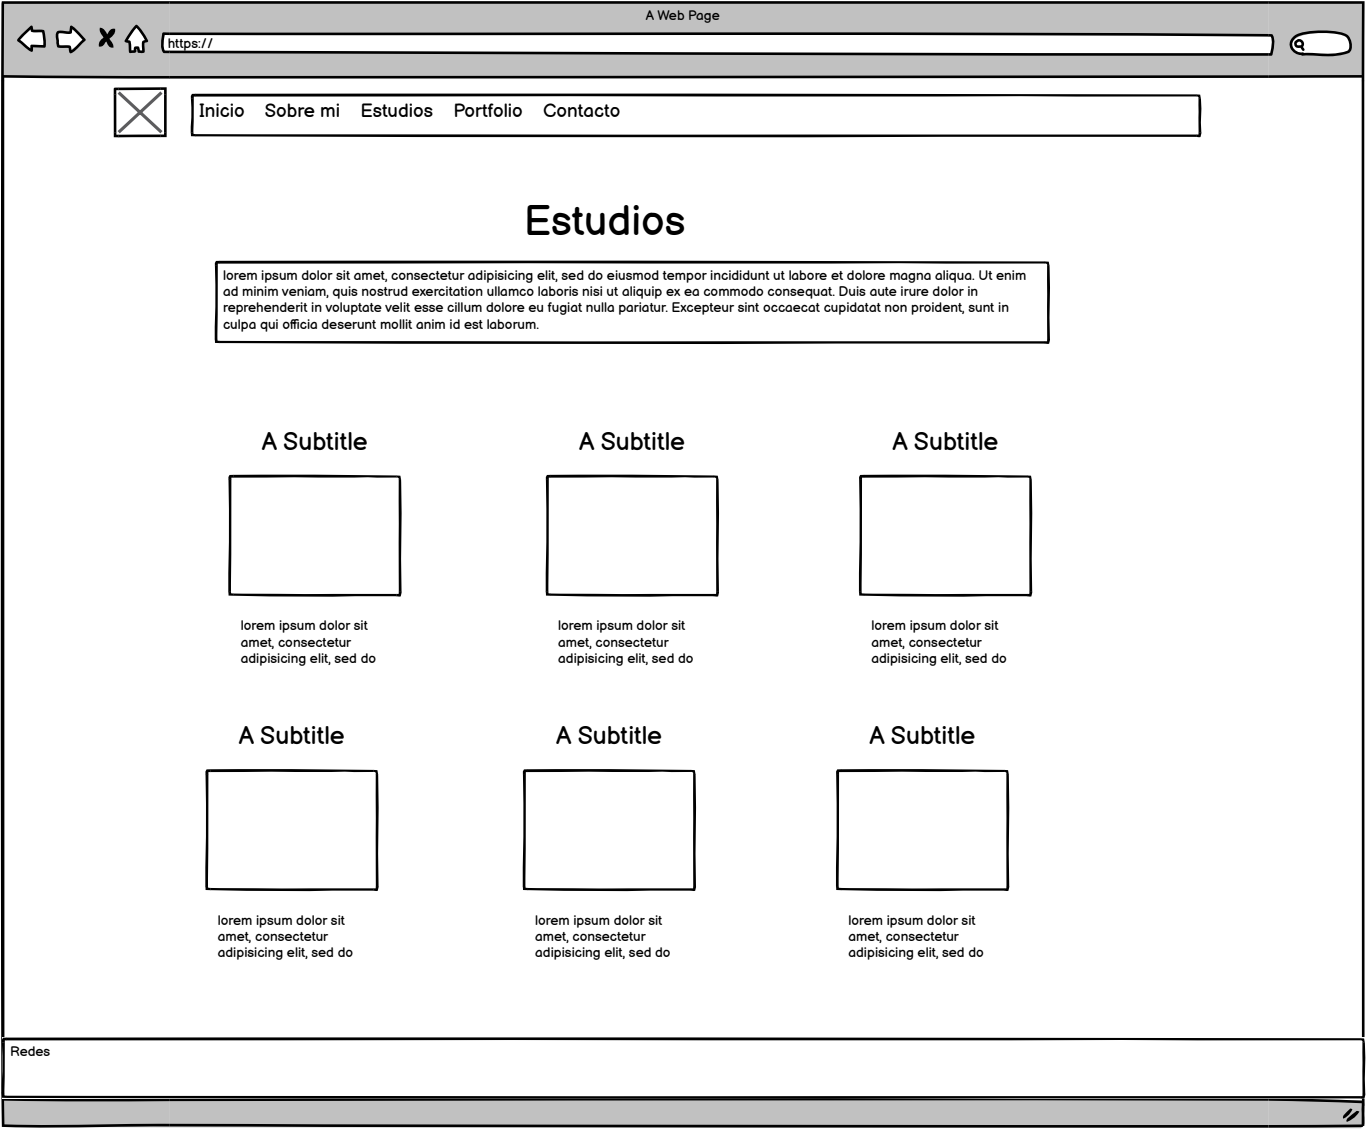 A Web Page
https://
Inicio Sobre mi Estudios Portfolio Contacto
Estudios
lorem ipsum dolor sit amet, consectetur adipisicing elit, sed do eiusmod tempor incididunt ut labore et dolore magna aliqua. Ut enim
ad minim veniam, quis nostrud exercitation ullamco laboris nisi ut aliquip ex ea commodo consequat. Duis aute irure dolor in
reprehenderit in voluptate velit esse cillum dolore eu fugiat nulla pariatur. Excepteur sint occaecat cupidatat non proident, sunt in
culpa qui officia deserunt mollit anim id est laborum.
A Subtitle
lorem ipsum dolor sit
amet, consectetur
adipisicing elit, sed do
A Subtitle
lorem ipsum dolor sit
amet, consectetur
adipisicing elit, sed do
A Subtitle
lorem ipsum dolor sit
amet, consectetur
adipisicing elit, sed do
A Subtitle
lorem ipsum dolor sit
amet, consectetur
adipisicing elit, sed do
A Subtitle
lorem ipsum dolor sit
amet, consectetur
adipisicing elit, sed do
A Subtitle
lorem ipsum dolor sit
amet, consectetur
adipisicing elit, sed do
Redes